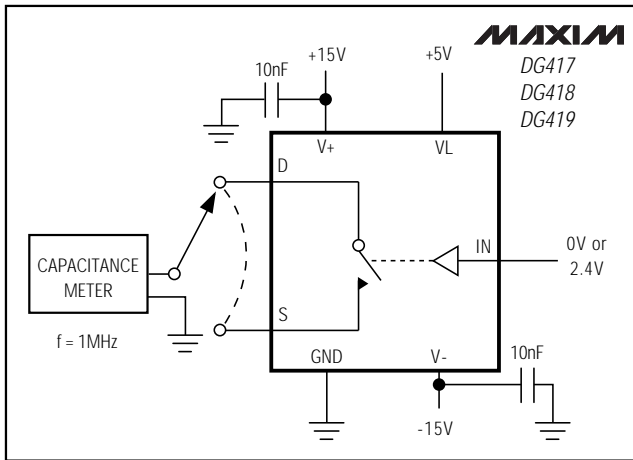 MAXIM
+15V
+5V
DG417
10nF
DG418
DG419
V+
VL
D
IN
0V or
2.4V
CAPACITANCE
METER
S
f = 1MHz
GND
V-
10nF
-15V